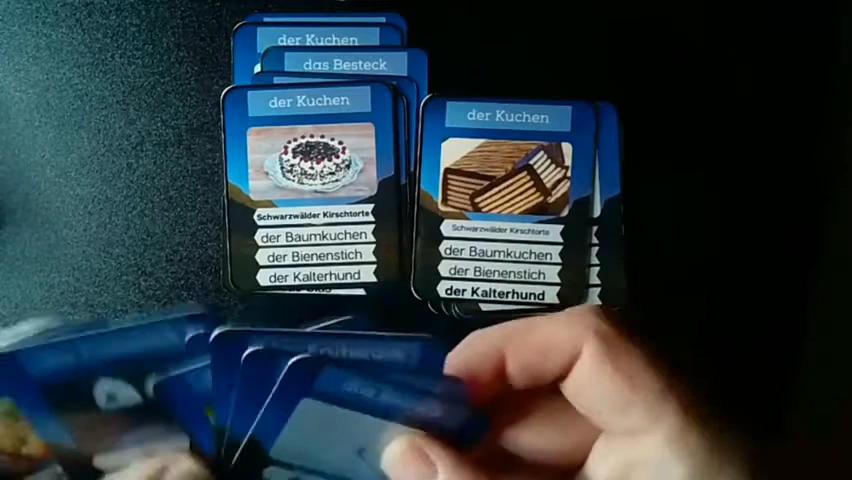 der Kuchen
das Besteck
der Kuchen
Schwarzwälder Kirschtorte
der Baumkuchen
der Bienenstich
der Kalterhund
der Kuchen
Schwarzwälder Kirschtorte
der Baumkuchen
der Bienenstich
der Kalterhund